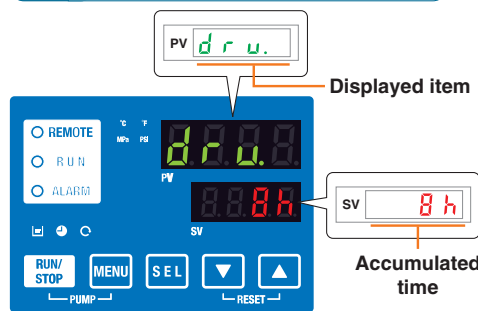 PV dru.
Displayed item
REMOTE
RUN
ALARM
°C °F
MPa PSI
dru.
PV
8h
SV
SV 8h
Accumulated
time
RUN/
STOP
MENU
SEL
PUMP
RESET